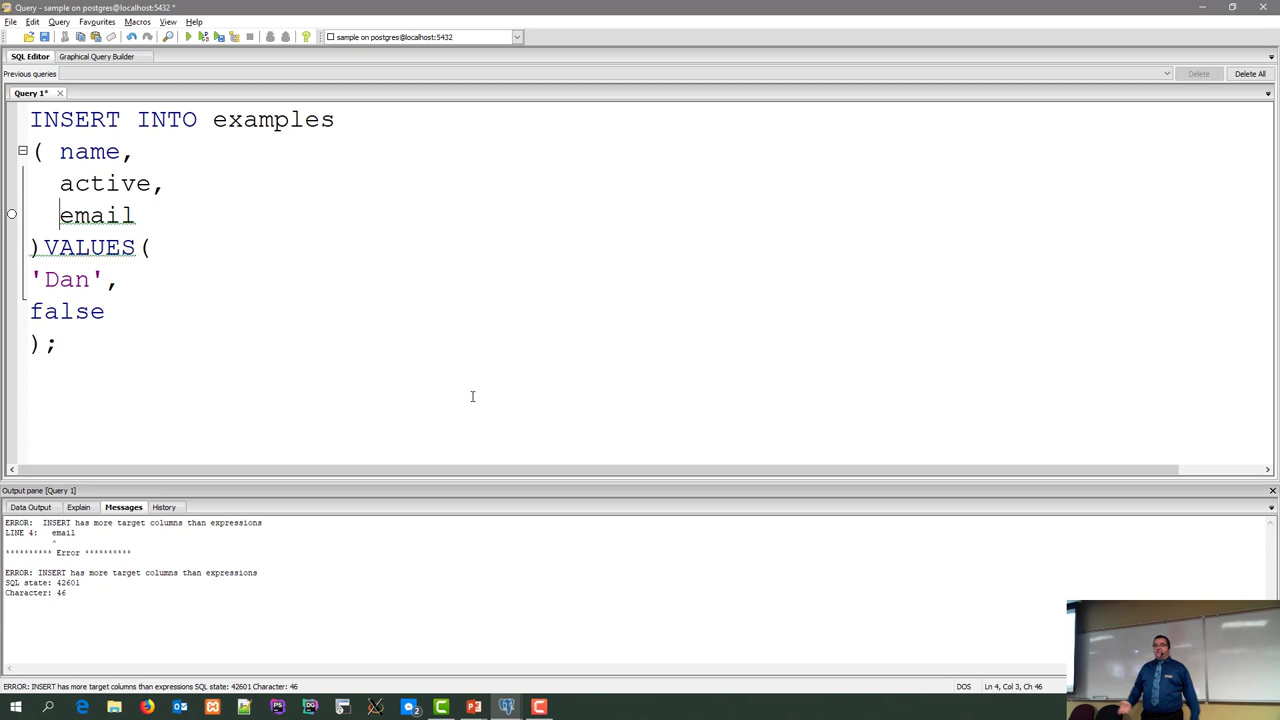 Query - sample on postgres@localhost:5432 *
File Edit Query Favourites Macros View Help
sample on postgres@localhost:5432
SQL Editor Graphical Query Builder
Previous queries Delete Delete All
Query 1*
INSERT INTO examples
( name,
active,
email
)VALUES(
'Dan',
false
);
Output pane [Query 1]
Data Output Explain Messages History
ERROR:  INSERT has more target columns than expressions
LINE 4:   email
^
********** Error **********
ERROR: INSERT has more target columns than expressions
SQL state: 42601
Character: 46
ERROR: INSERT has more target columns than expressions SQL state: 42601 Character: 46 DOS Ln 4, Col 3, Ch 46